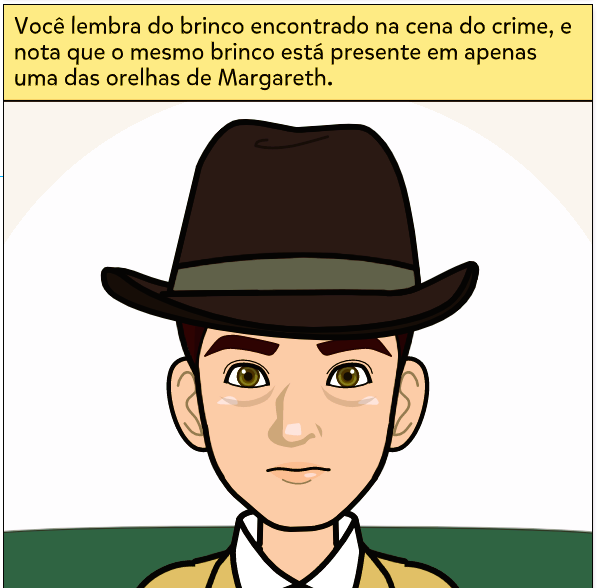 Você lembra do brinco encontrado na cena do crime, e
nota que o mesmo brinco está presente em apenas
uma das orelhas de Margareth.